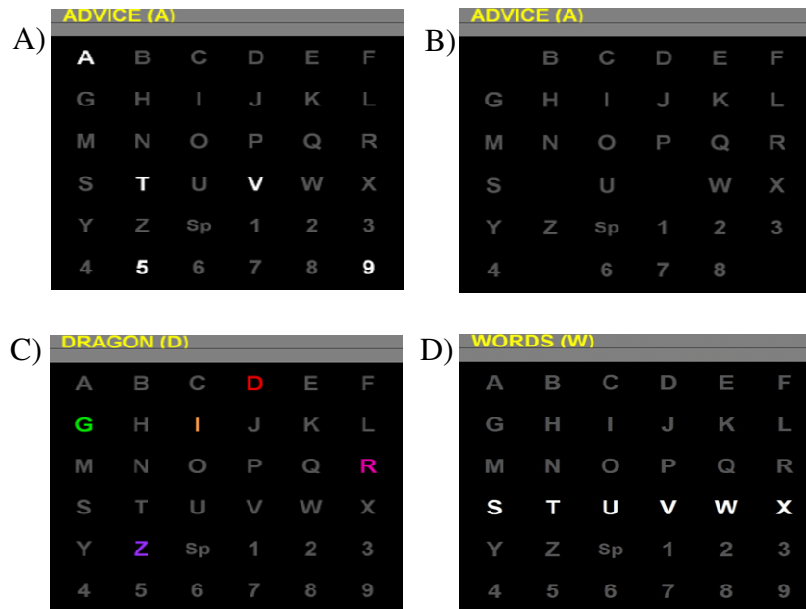 A)
ADVICE (A)
A B C D E F
G H I J K L
M N O P Q R
S T U V W X
Y Z Sp 1 2 3
4 5 6 7 8 9
B)
ADVICE (A)
B C D E F
G H I J K L
M N O P Q R
S U W X
Y Z Sp 1 2 3
4 6 7 8
C)
DRAGON (D)
A B C D E F
G H I J K L
M N O P Q R
S T U V W X
Y Z Sp 1 2 3
4 5 6 7 8 9
D)
WORDS (W)
A B C D E F
G H I J K L
M N O P Q R
S T U V W X
Y Z Sp 1 2 3
4 5 6 7 8 9